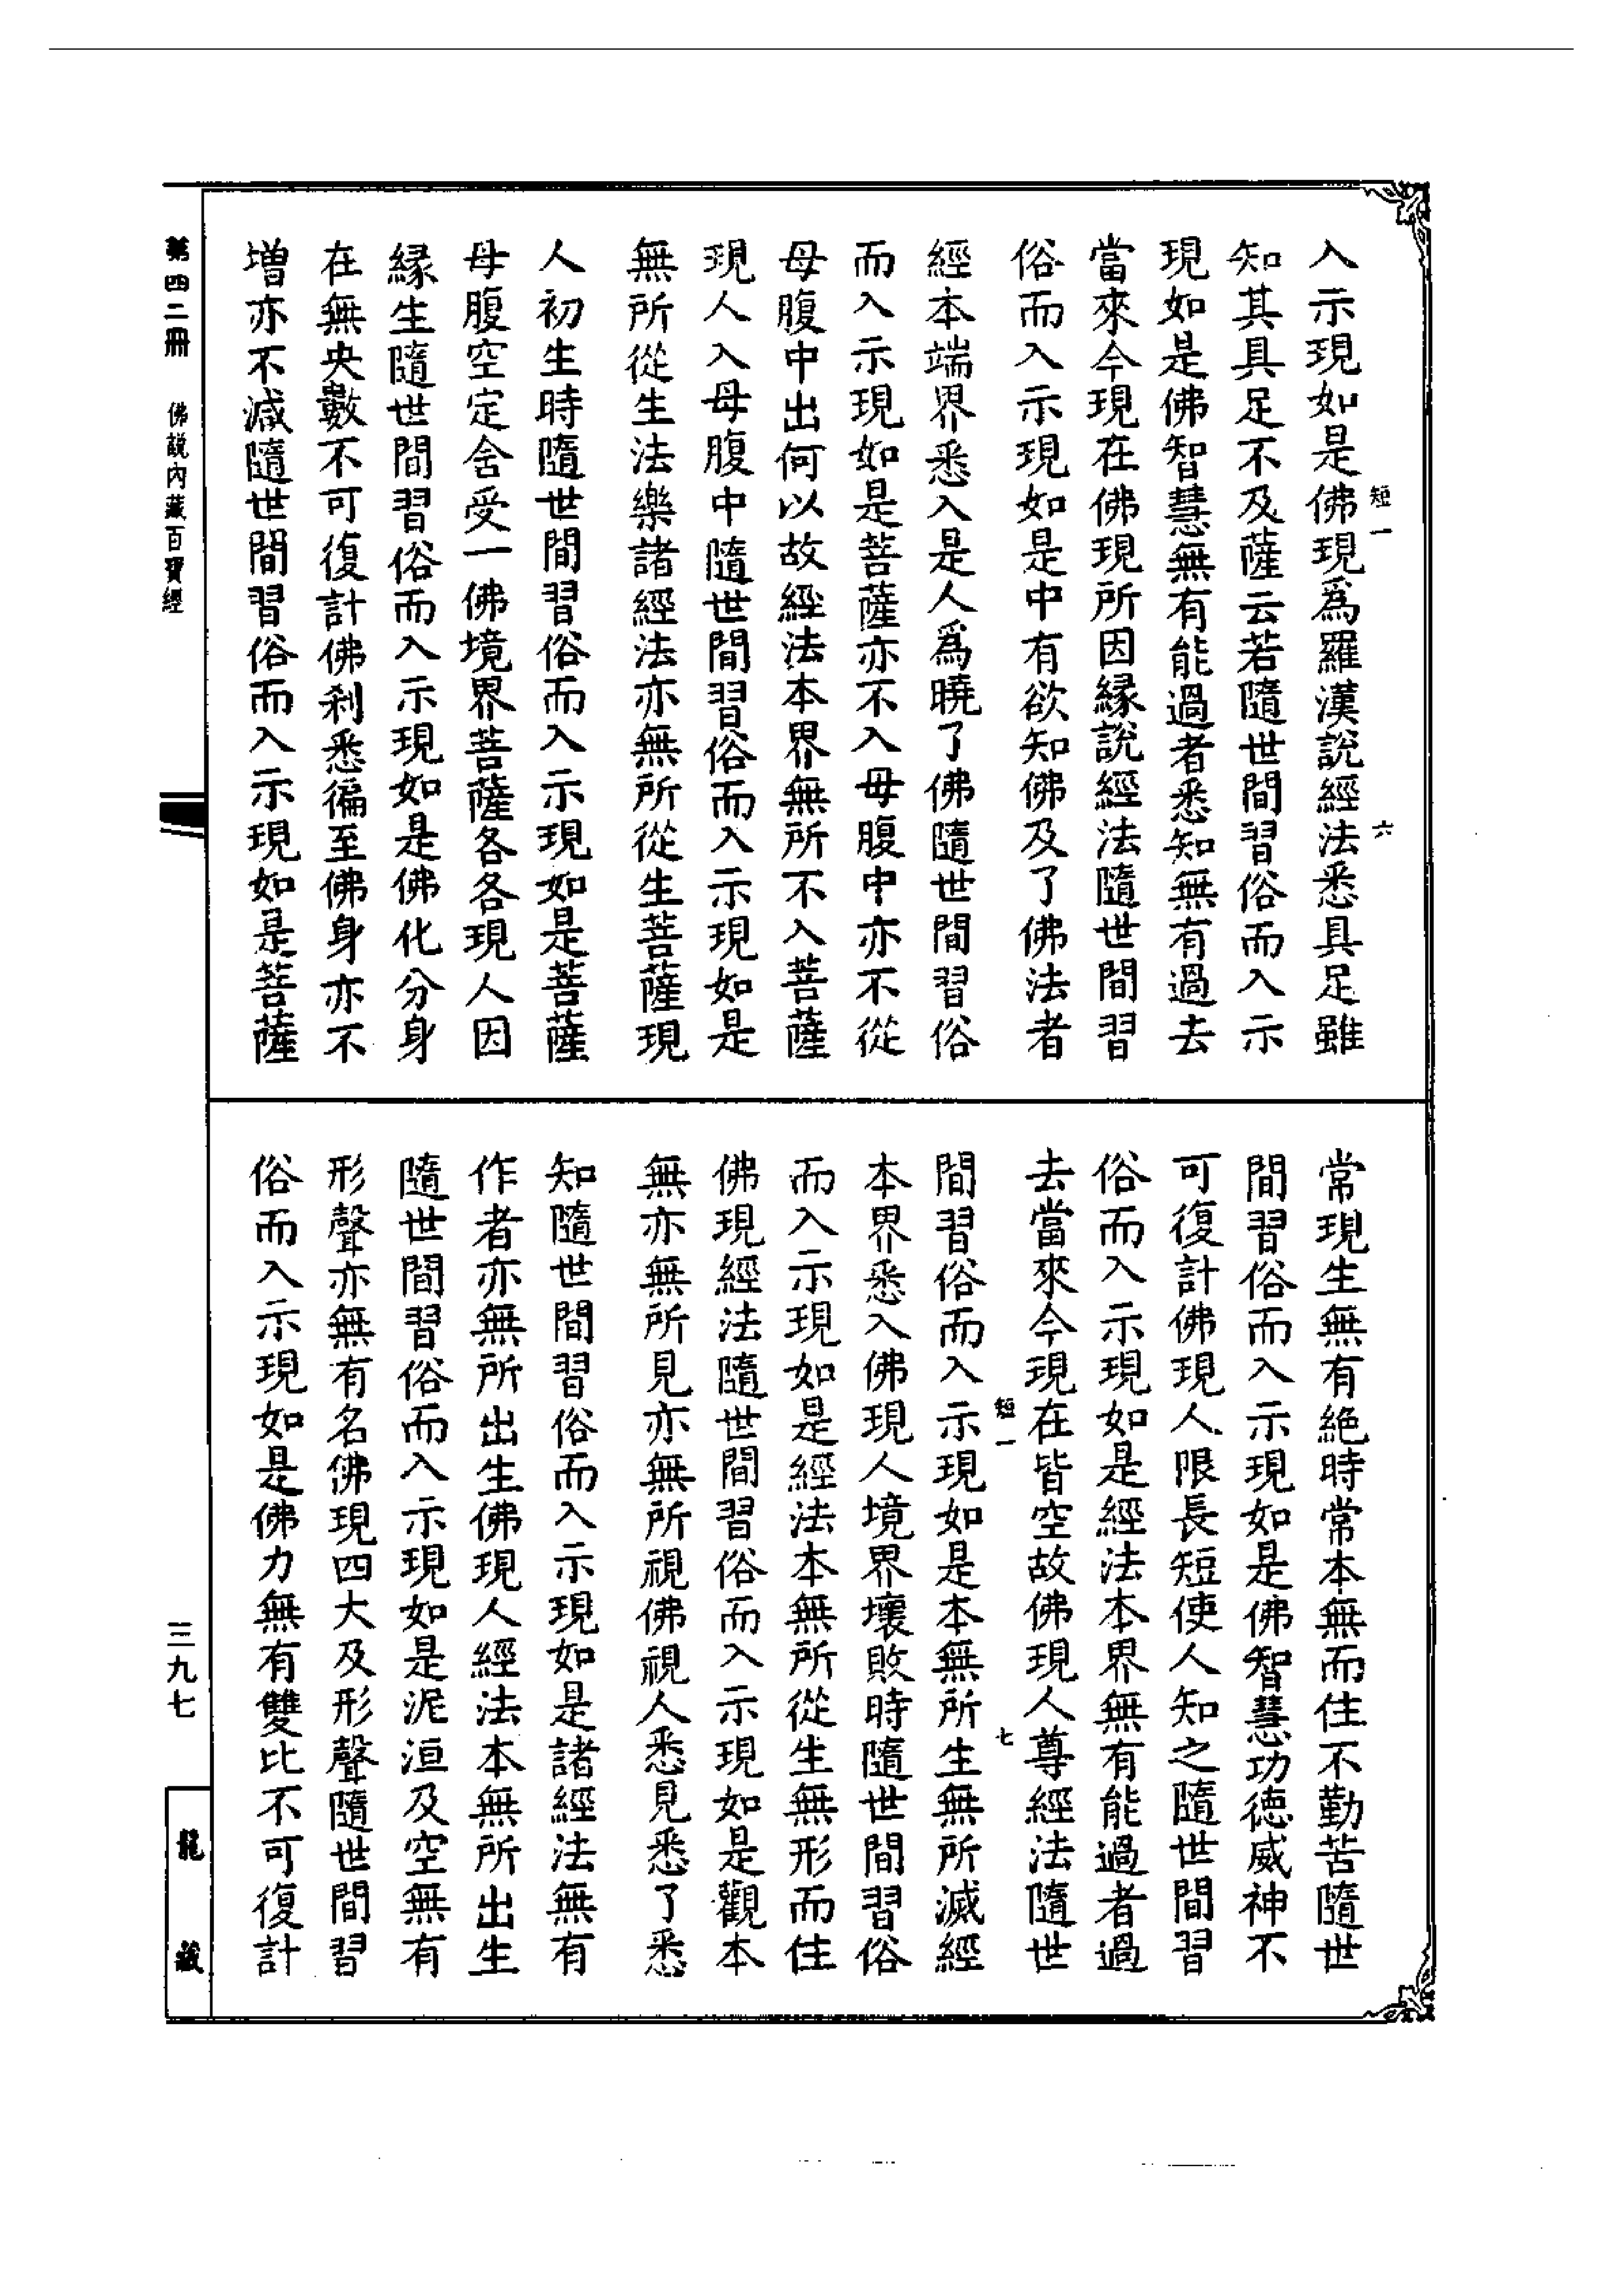 入示現如是佛現爲羅漢說經法悉具足雖
知其具足不及薩云若隨世間習俗而入示
現如是佛智慧無有能過者悉知無有過去
當來今現在佛現所因縁說經法隨世間習
俗而入示現如是中有欲知佛及了佛法者
經本端界悉入是人爲曉了佛隨世間習俗
而入示現如是菩薩亦不入母腹中亦不從
母腹中出何以故經法本界無所不入菩薩
現人入母腹中隨世間習俗而入示現如是
無所從生法樂諸經法亦無所從生菩薩現
人初生時隨世間習俗而入示現如是菩薩
母腹空定舍受一佛境界菩薩各各現人因
縁生隨世間習俗而入示現如是佛化分身
在無央數不可復計佛刹悉徧至佛身亦不
增亦不減隨世間習俗而入示現如是菩薩
短一
六
常現生無有絶時常本無而住不勤苦隨世
間習俗而入示現如是佛智慧功德威神不
可復計佛現人限長短使人知之隨世間習
俗而入示現如是經法本界無有能過者過
去當來今現在皆空故佛現人尊經法隨世
間習俗而入示現如是本無所生無所滅經
本界悉入佛現人境界壞敗時隨世間習俗
而入示現如是經法本無所從生無形而住
佛現經法隨世間習俗而入示現如是觀本
無亦無所見亦無所視佛視人悉見悉了悉
知隨世間習俗而入示現如是諸經法無有
作者亦無所出生佛現人經法本無所出生
隨世間習俗而入示現如是泥洹及空無有
形聲亦無有名佛現四大及形聲隨世間習
俗而入示現如是佛力無有雙比不可復計
短一
七
第四二冊 佛說內藏百寶經
三九七
龍藏